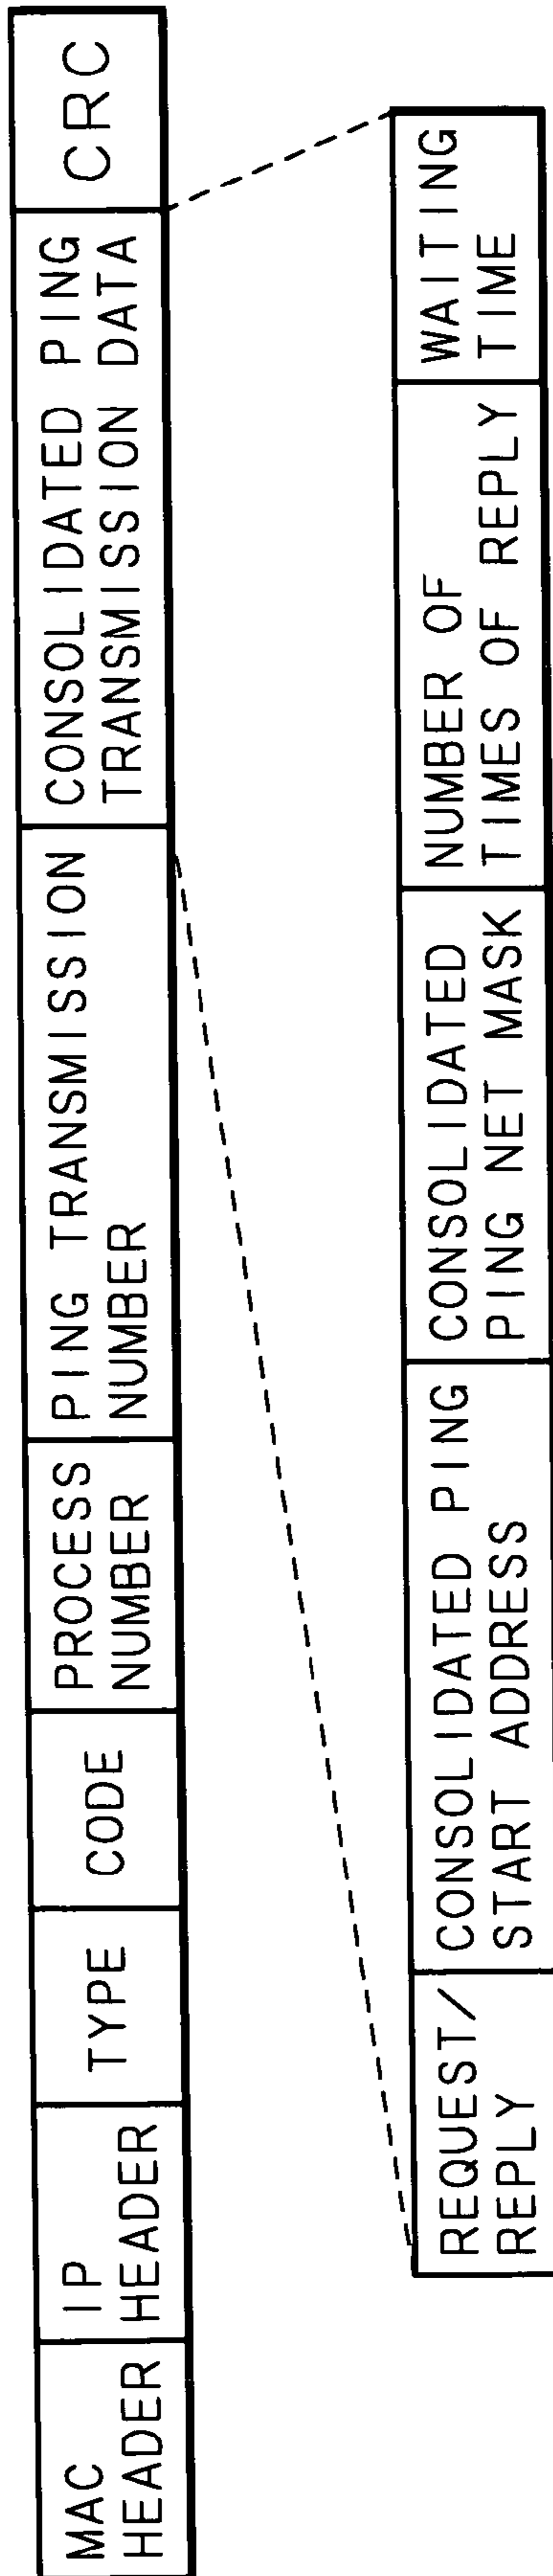 MAC
HEADER
IP
HEADER
TYPE
CODE
PROCESS
NUMBER
PING TRANSMISSION
NUMBER
CONSOLIDATED PING
TRANSMISSION DATA
CRC
REQUEST/
REPLY
CONSOLIDATED PING
START ADDRESS
CONSOLIDATED
PING NET MASK
NUMBER OF
TIMES OF REPLY
WAITING
TIME